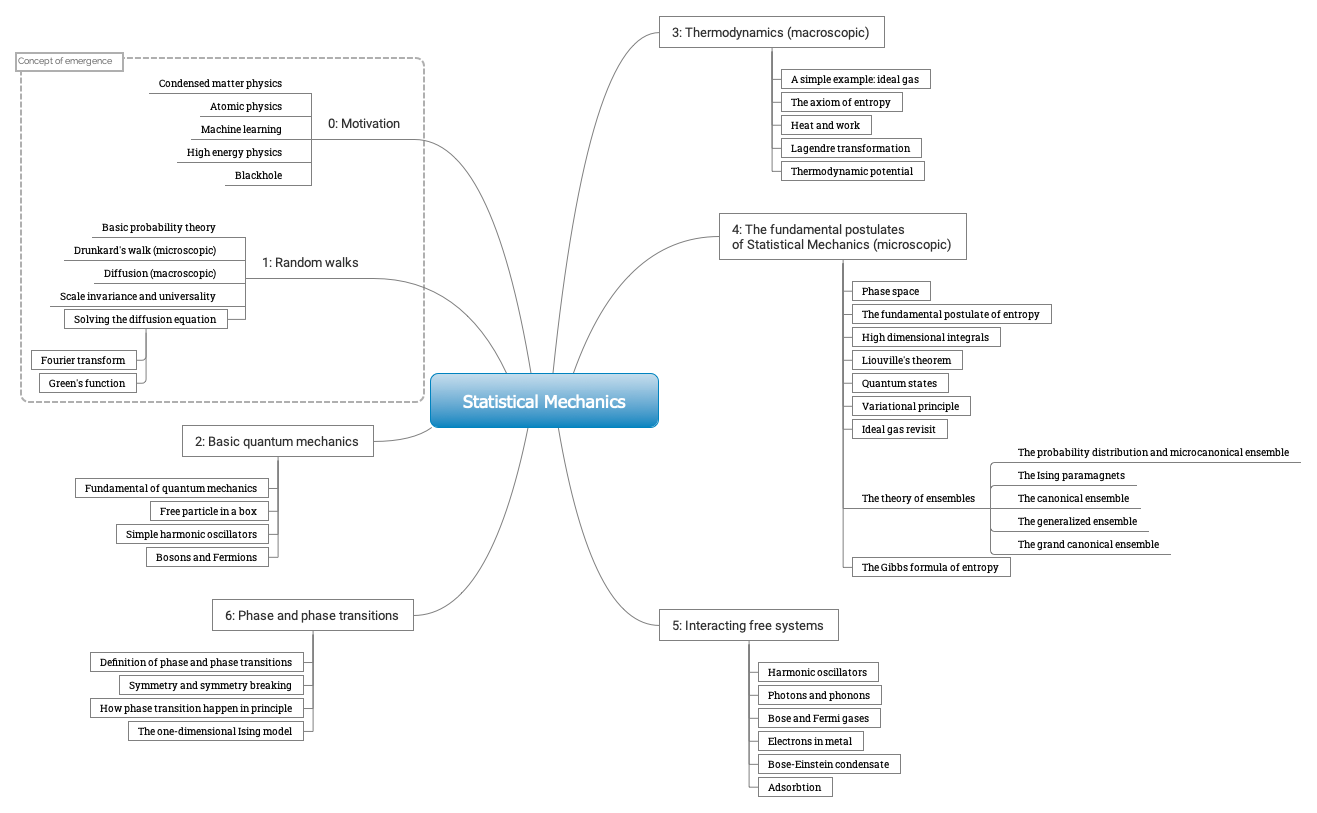 Concept of emergence
0: Motivation
Condensed matter physics
Atomic physics
Machine learning
High energy physics
Blackhole
1: Random walks
Basic probability theory
Drunkard's walk (microscopic)
Diffusion (macroscopic)
Scale invariance and universality
Solving the diffusion equation
Fourier transform
Green's function
Statistical Mechanics
2: Basic quantum mechanics
Fundamental of quantum mechanics
Free particle in a box
Simple harmonic oscillators
Bosons and Fermions
3: Thermodynamics (macroscopic)
A simple example: ideal gas
The axiom of entropy
Heat and work
Lagendre transformation
Thermodynamic potential
4: The fundamental postulates
of Statistical Mechanics (microscopic)
Phase space
The fundamental postulate of entropy
High dimensional integrals
Liouville's theorem
Quantum states
Variational principle
Ideal gas revisit
The theory of ensembles
The probability distribution and microcanonical ensemble
The Ising paramagnets
The canonical ensemble
The generalized ensemble
The grand canonical ensemble
The Gibbs formula of entropy
5: Interacting free systems
Harmonic oscillators
Photons and phonons
Bose and Fermi gases
Electrons in metal
Bose-Einstein condensate
Adsorbtion
6: Phase and phase transitions
Definition of phase and phase transitions
Symmetry and symmetry breaking
How phase transition happen in principle
The one-dimensional Ising model